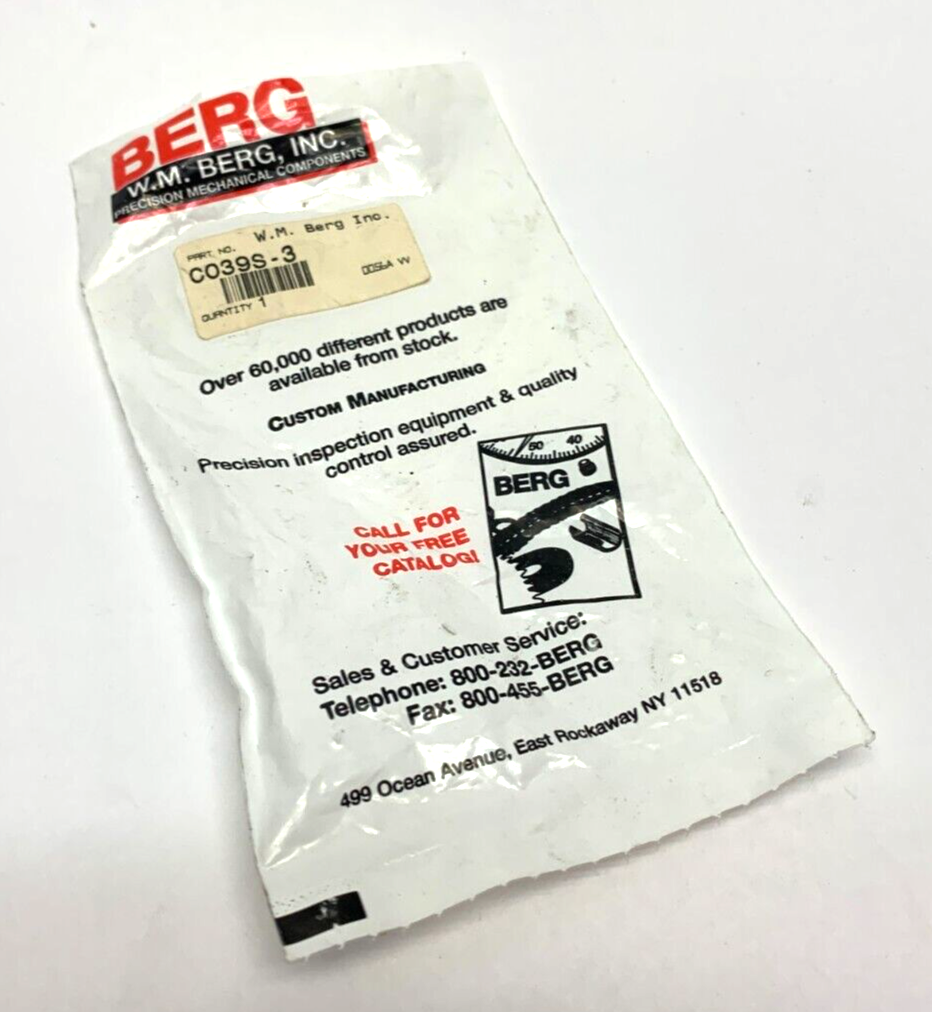 BERG
W.M. BERG, INC.
PRECISION MECHANICAL COMPONENTS
W.M. Berg Inc.
PART. NO.
CO39S-3
QUANTITY 1
Over 60,000 different products are
available from stock.
CUSTOM MANUFACTURING
Precision inspection equipment & quality
control assured.
50 40
BERG
CALL FOR
YOUR FREE
CATALOG!
Sales & Customer Service:
Telephone: 800-232-BERG
Fax: 800-455-BERG
499 Ocean Avenue, East Rockaway NY 11518